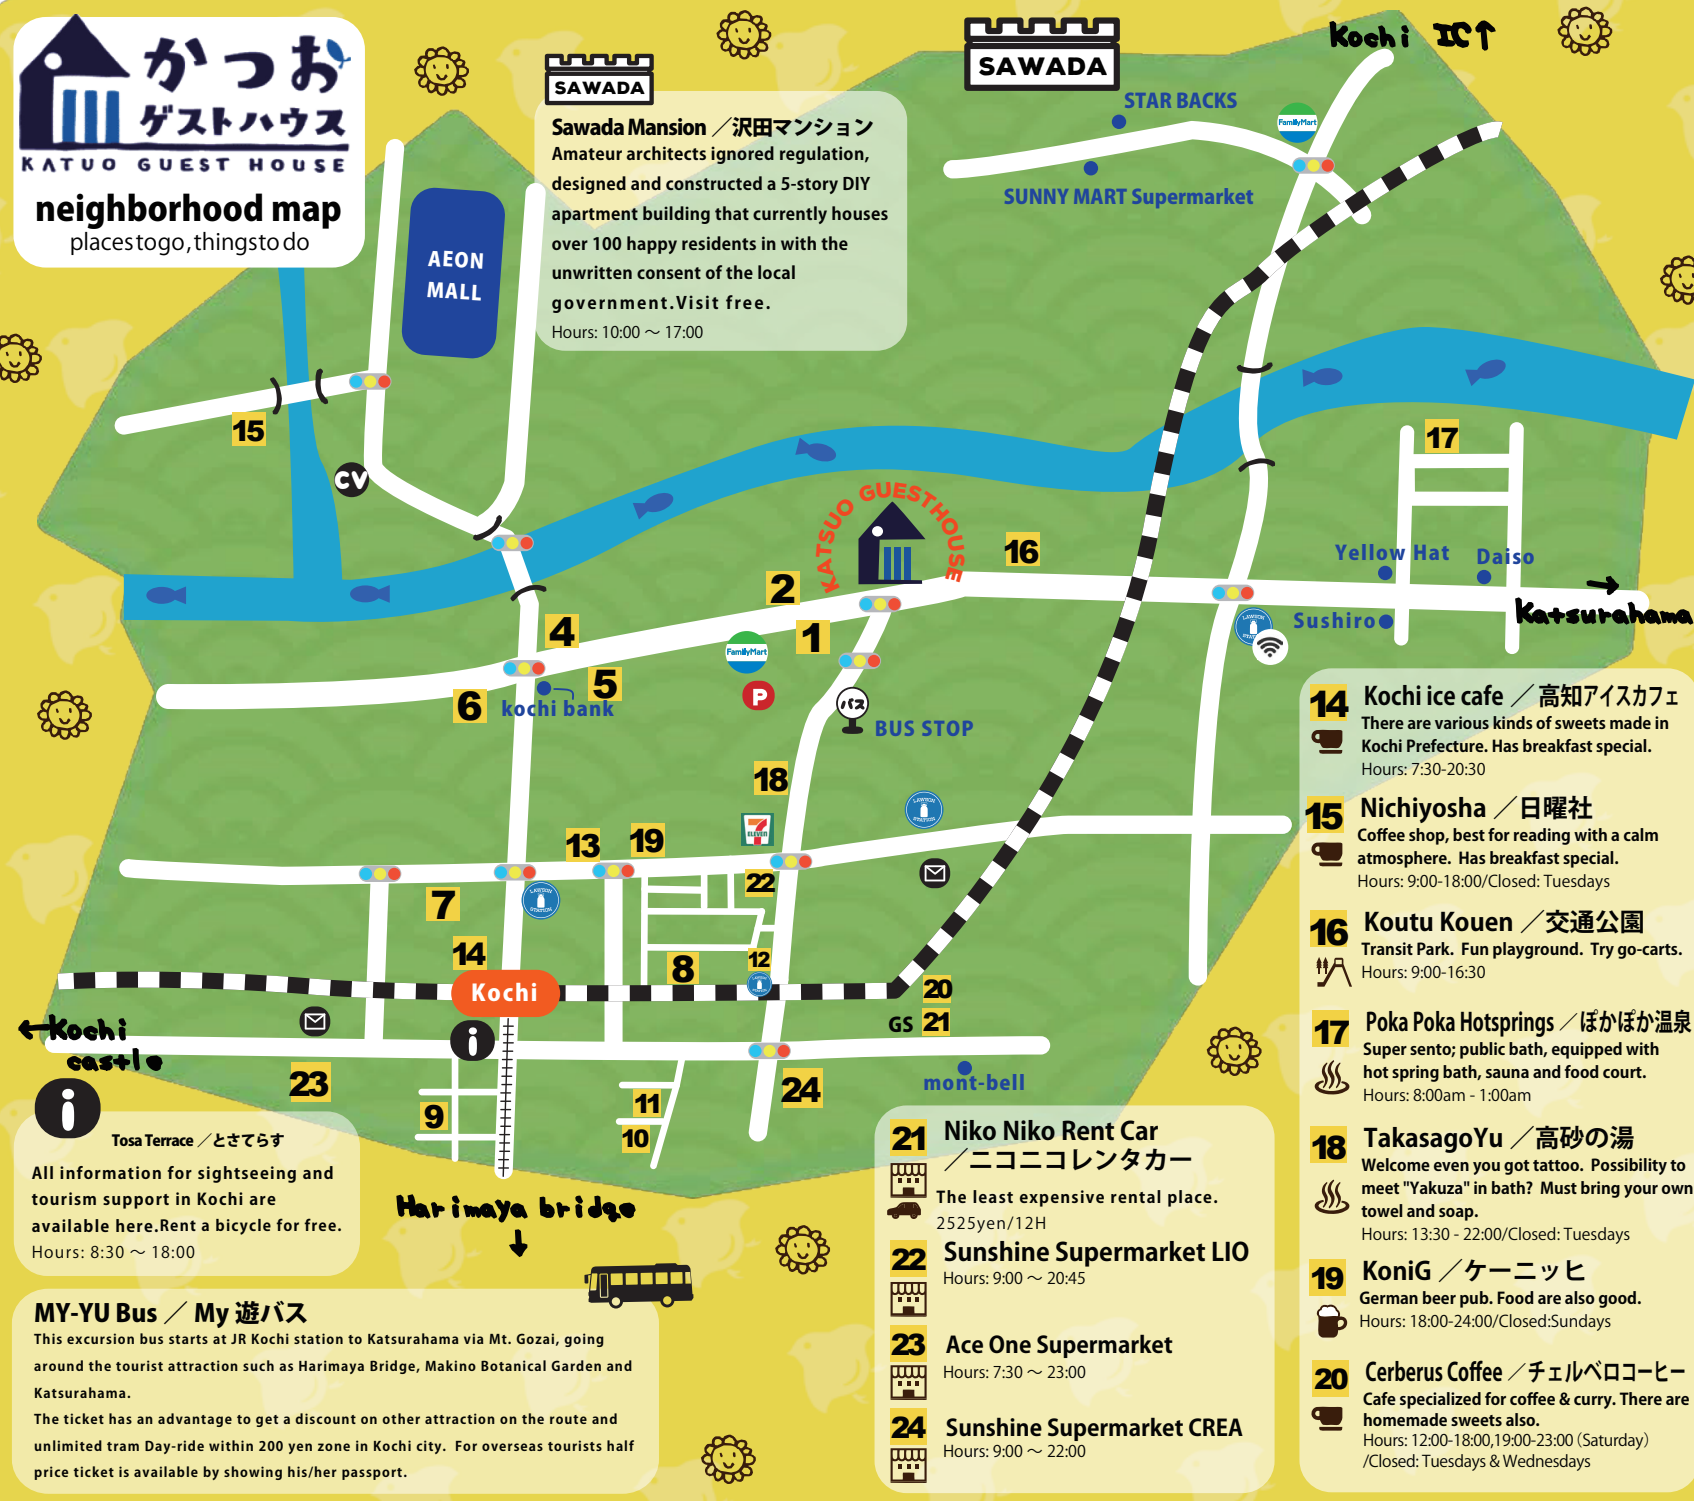 かつお
ゲストハウス
KATUO GUEST HOUSE
neighborhood map
places to go, things to do
SAWADA
Sawada Mansion ／沢田マンション
Amateur architects ignored regulation,
designed and constructed a 5-story DIY
apartment building that currently houses
over 100 happy residents in with the
unwritten consent of the local
government.Visit free.
Hours: 10:00 ～ 17:00
SAWADA
Kochi IC↑
STAR BACKS
FamilyMart
SUNNY MART Supermarket
AEON
MALL
15
CV
17
KATSUO GUESTHOUSE
16
Yellow Hat
Daiso
→
Katsurahama
Sushiro
LAWSON
STATION
2
1
4
5
6
kochi bank
FamilyMart
P
バス
BUS STOP
18
7
ELEVEN
LAWSON
STATION
13
19
22
7
LAWSON
STATION
14
8
12
LAWSON
STATION
Kochi
20
GS 21
←Kochi
castle
i
23
9
11
10
24
mont-bell
Harimaya bridge
↓
i
Tosa Terrace ／とさてらす
All information for sightseeing and
tourism support in Kochi are
available here.Rent a bicycle for free.
Hours: 8:30 ～ 18:00
MY-YU Bus ／ My 遊バス
This excursion bus starts at JR Kochi station to Katsurahama via Mt. Gozai, going
around the tourist attraction such as Harimaya Bridge, Makino Botanical Garden and
Katsurahama.
The ticket has an advantage to get a discount on other attraction on the route and
unlimited tram Day-ride within 200 yen zone in Kochi city. For overseas tourists half
price ticket is available by showing his/her passport.
21 Niko Niko Rent Car
／ニコニコレンタカー
The least expensive rental place.
2525yen/12H
22 Sunshine Supermarket LIO
Hours: 9:00 ～ 20:45
23 Ace One Supermarket
Hours: 7:30 ～ 23:00
24 Sunshine Supermarket CREA
Hours: 9:00 ～ 22:00
14 Kochi ice cafe ／高知アイスカフェ
There are various kinds of sweets made in
Kochi Prefecture. Has breakfast special.
Hours: 7:30-20:30
15 Nichiyosha ／日曜社
Coffee shop, best for reading with a calm
atmosphere. Has breakfast special.
Hours: 9:00-18:00/Closed: Tuesdays
16 Koutu Kouen ／交通公園
Transit Park. Fun playground. Try go-carts.
Hours: 9:00-16:30
17 Poka Poka Hotsprings ／ぽかぽか温泉
Super sento; public bath, equipped with
hot spring bath, sauna and food court.
Hours: 8:00am - 1:00am
18 TakasagoYu ／高砂の湯
Welcome even you got tattoo. Possibility to
meet "Yakuza" in bath? Must bring your own
towel and soap.
Hours: 13:30 - 22:00/Closed: Tuesdays
19 KoniG ／ケーニッヒ
German beer pub. Food are also good.
Hours: 18:00-24:00/Closed:Sundays
20 Cerberus Coffee ／チェルベロコーヒー
Cafe specialized for coffee & curry. There are
homemade sweets also.
Hours: 12:00-18:00,19:00-23:00（Saturday）
/Closed: Tuesdays & Wednesdays